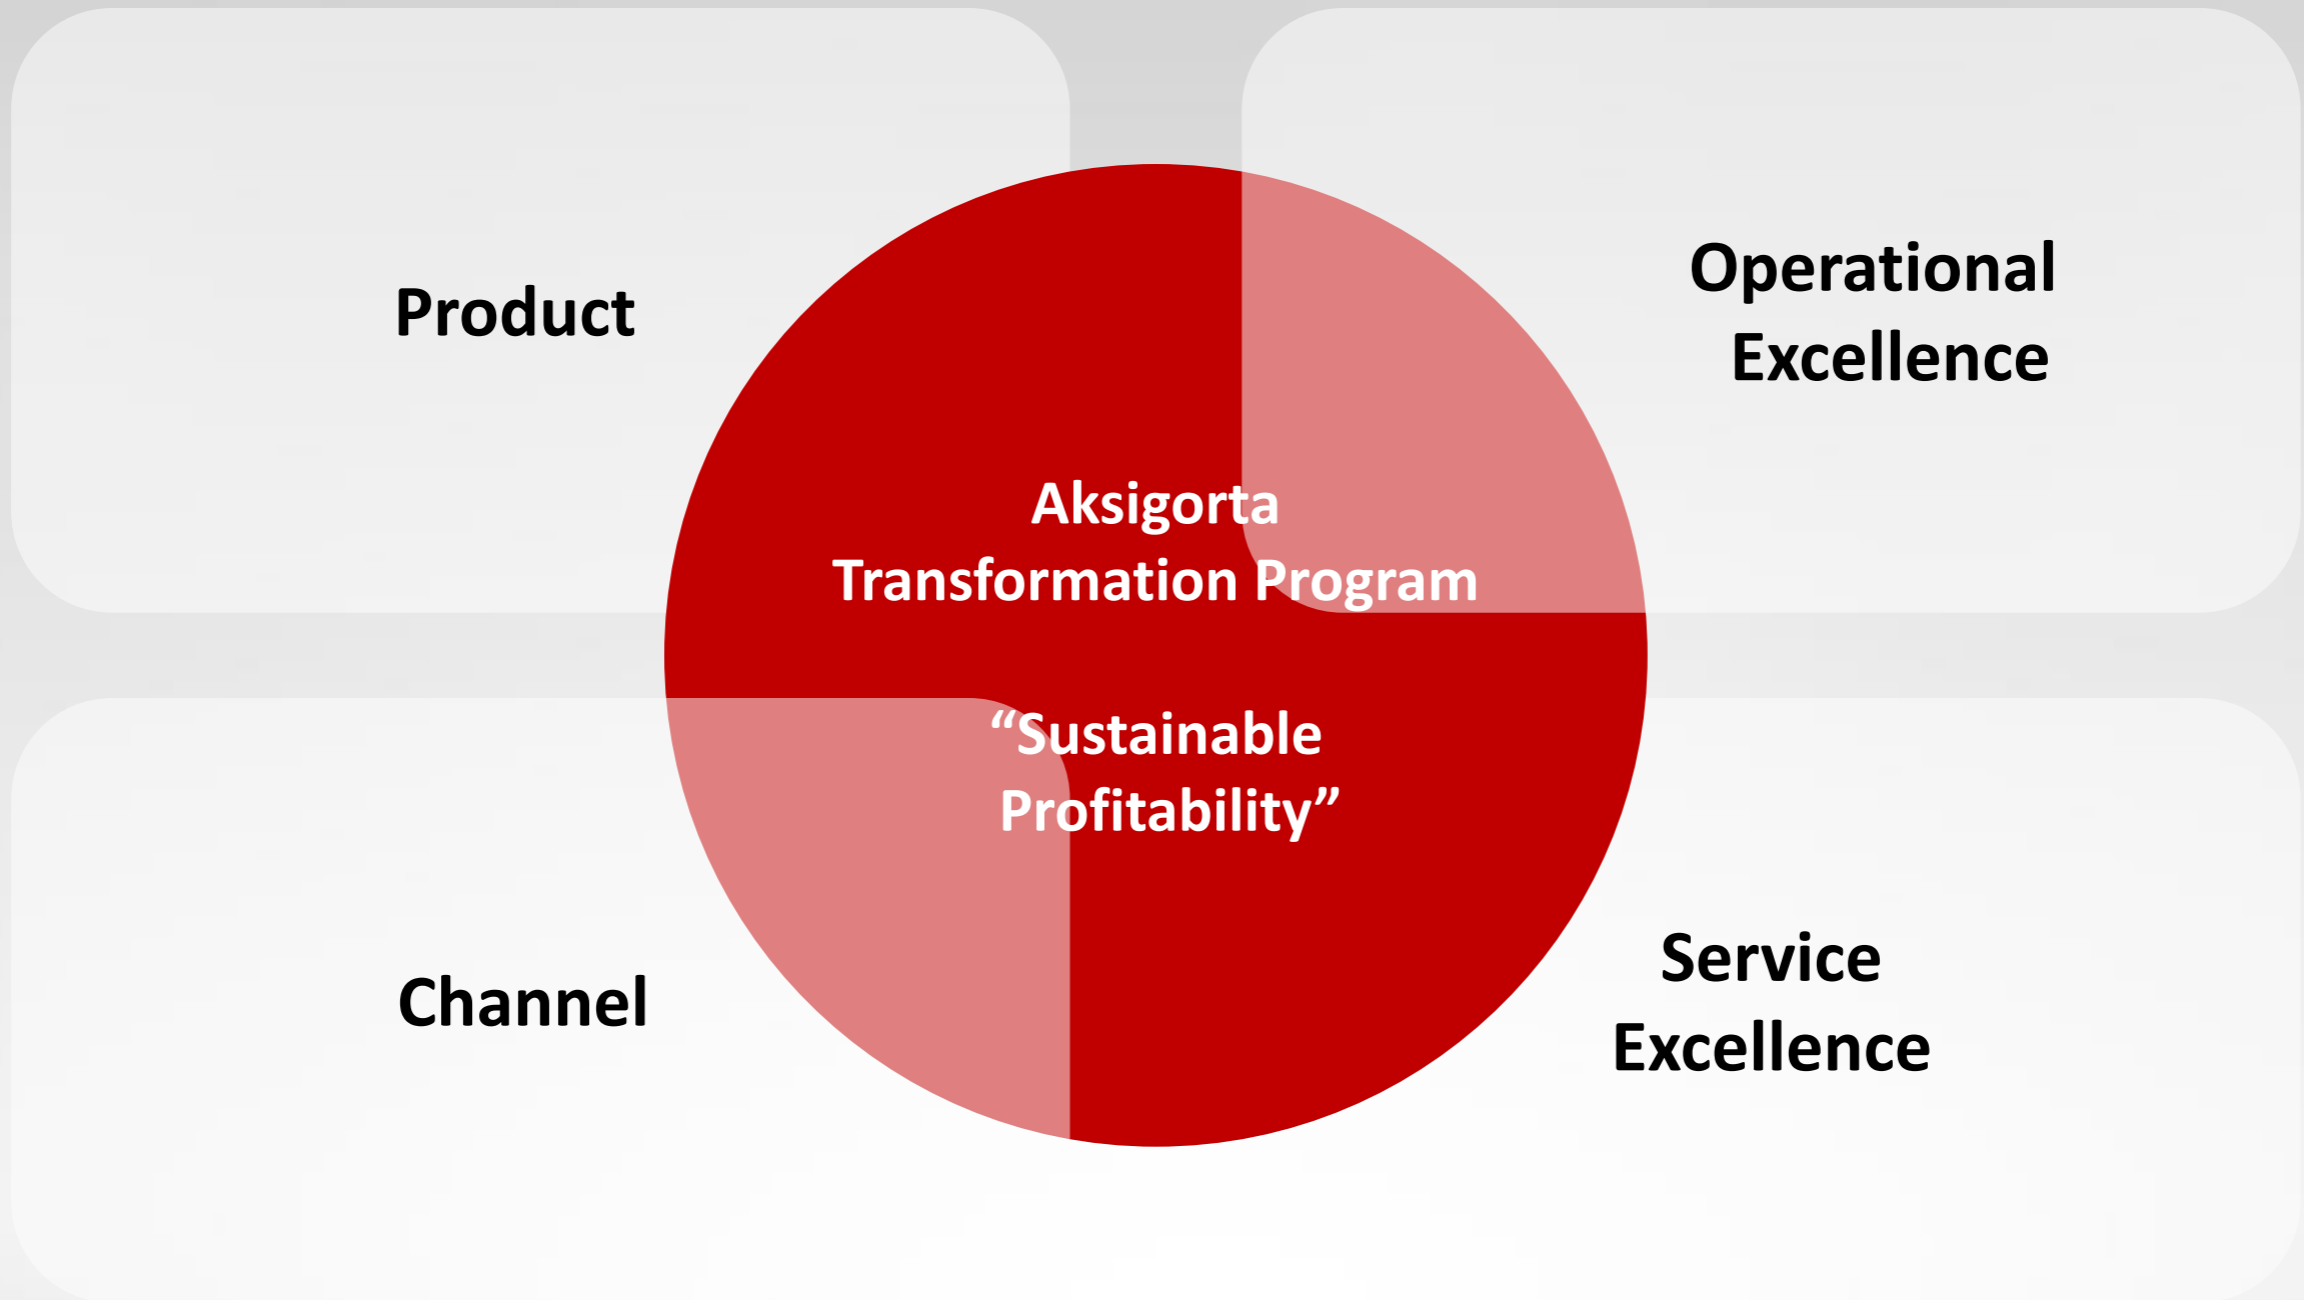 Product
Operational
Excellence
Aksigorta
Transformation Program
“Sustainable
Profitability”
Channel
Service
Excellence